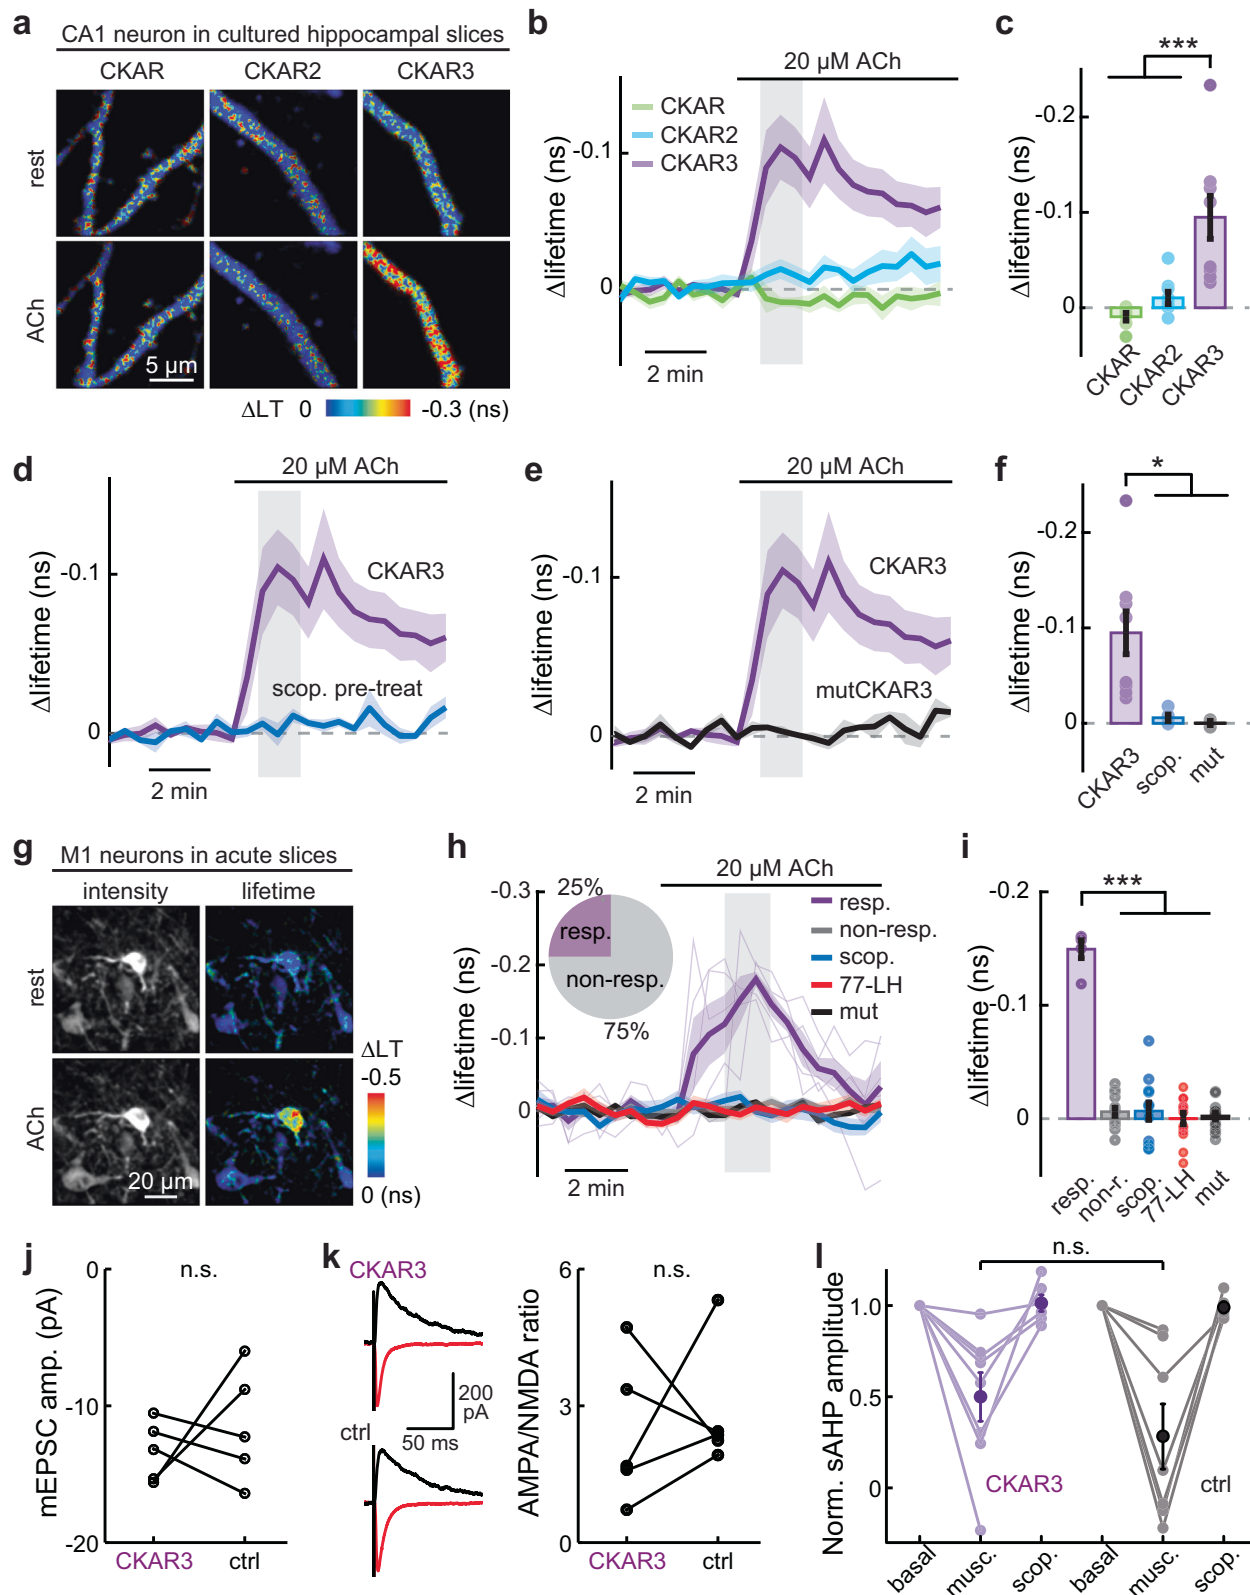 a
CA1 neuron in cultured hippocampal slices
CKAR CKAR2 CKAR3
rest
ACh
5 µm
ΔLT 0 -0.3 (ns)
b
20 µM ACh
CKAR
CKAR2
CKAR3
Δlifetime (ns)
-0.1
0
2 min
c
***
Δlifetime (ns)
-0.2
-0.1
0
CKAR CKAR2 CKAR3
d
20 µM ACh
Δlifetime (ns)
-0.1
0
CKAR3
scop. pre-treat
2 min
e
20 µM ACh
Δlifetime (ns)
-0.1
0
CKAR3
mutCKAR3
2 min
f
*
Δlifetime (ns)
-0.2
-0.1
0
CKAR3 scop. mut
g
M1 neurons in acute slices
intensity lifetime
rest
ACh
20 µm
ΔLT
-0.5
0 (ns)
h
20 µM ACh
Δlifetime (ns)
-0.3
-0.2
-0.1
0
25%
resp.
non-resp.
75%
resp.
non-resp.
scop.
77-LH
mut
2 min
i
***
Δlifetime (ns)
-0.2
-0.1
0
resp. non-r. scop. 77-LH mut
j
n.s.
mEPSC amp. (pA)
0
-10
-20
CKAR3 ctrl
k
CKAR3
ctrl
200
pA
50 ms
n.s.
AMPA/NMDA ratio
6
3
0
CKAR3 ctrl
l
n.s.
Norm. sAHP amplitude
1.0
0.5
0
CKAR3 ctrl
basal musc. scop. basal musc. scop.